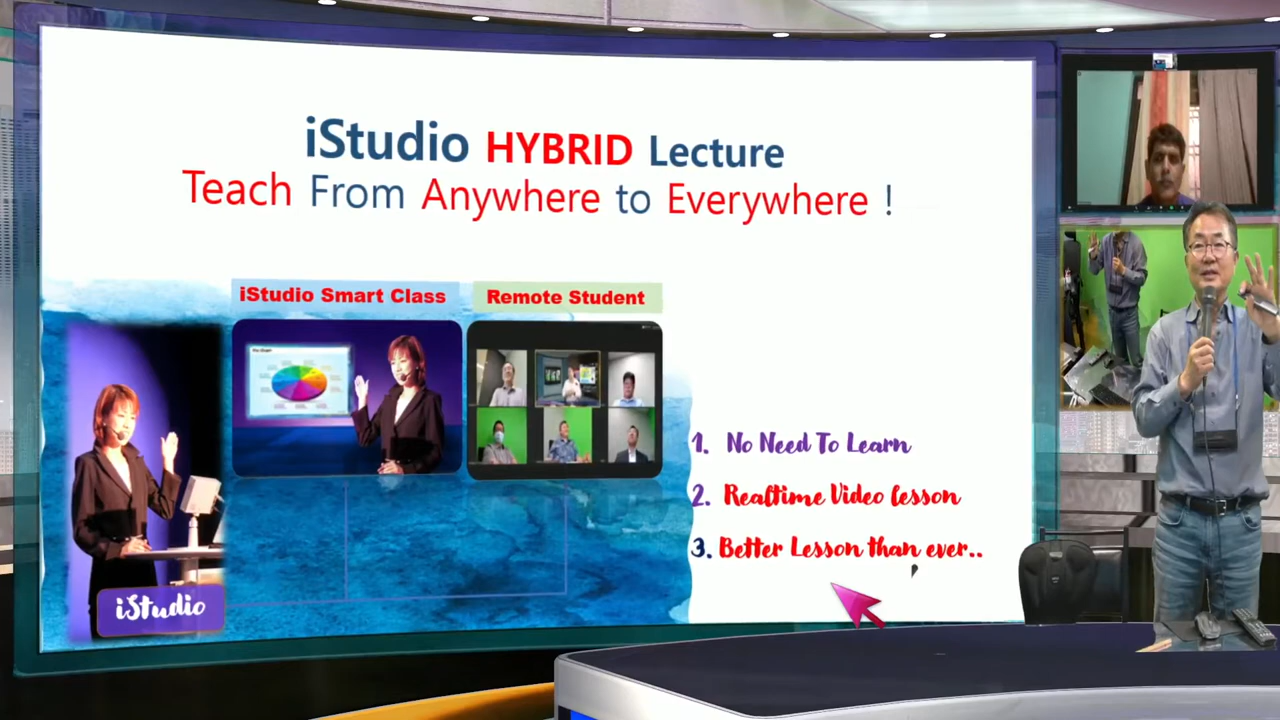 iStudio HYBRID Lecture
Teach From Anywhere to Everywhere !
iStudio Smart Class
Remote Student
1. No Need To Learn
2. Realtime Video lesson
3. Better Lesson than ever..
iStudio